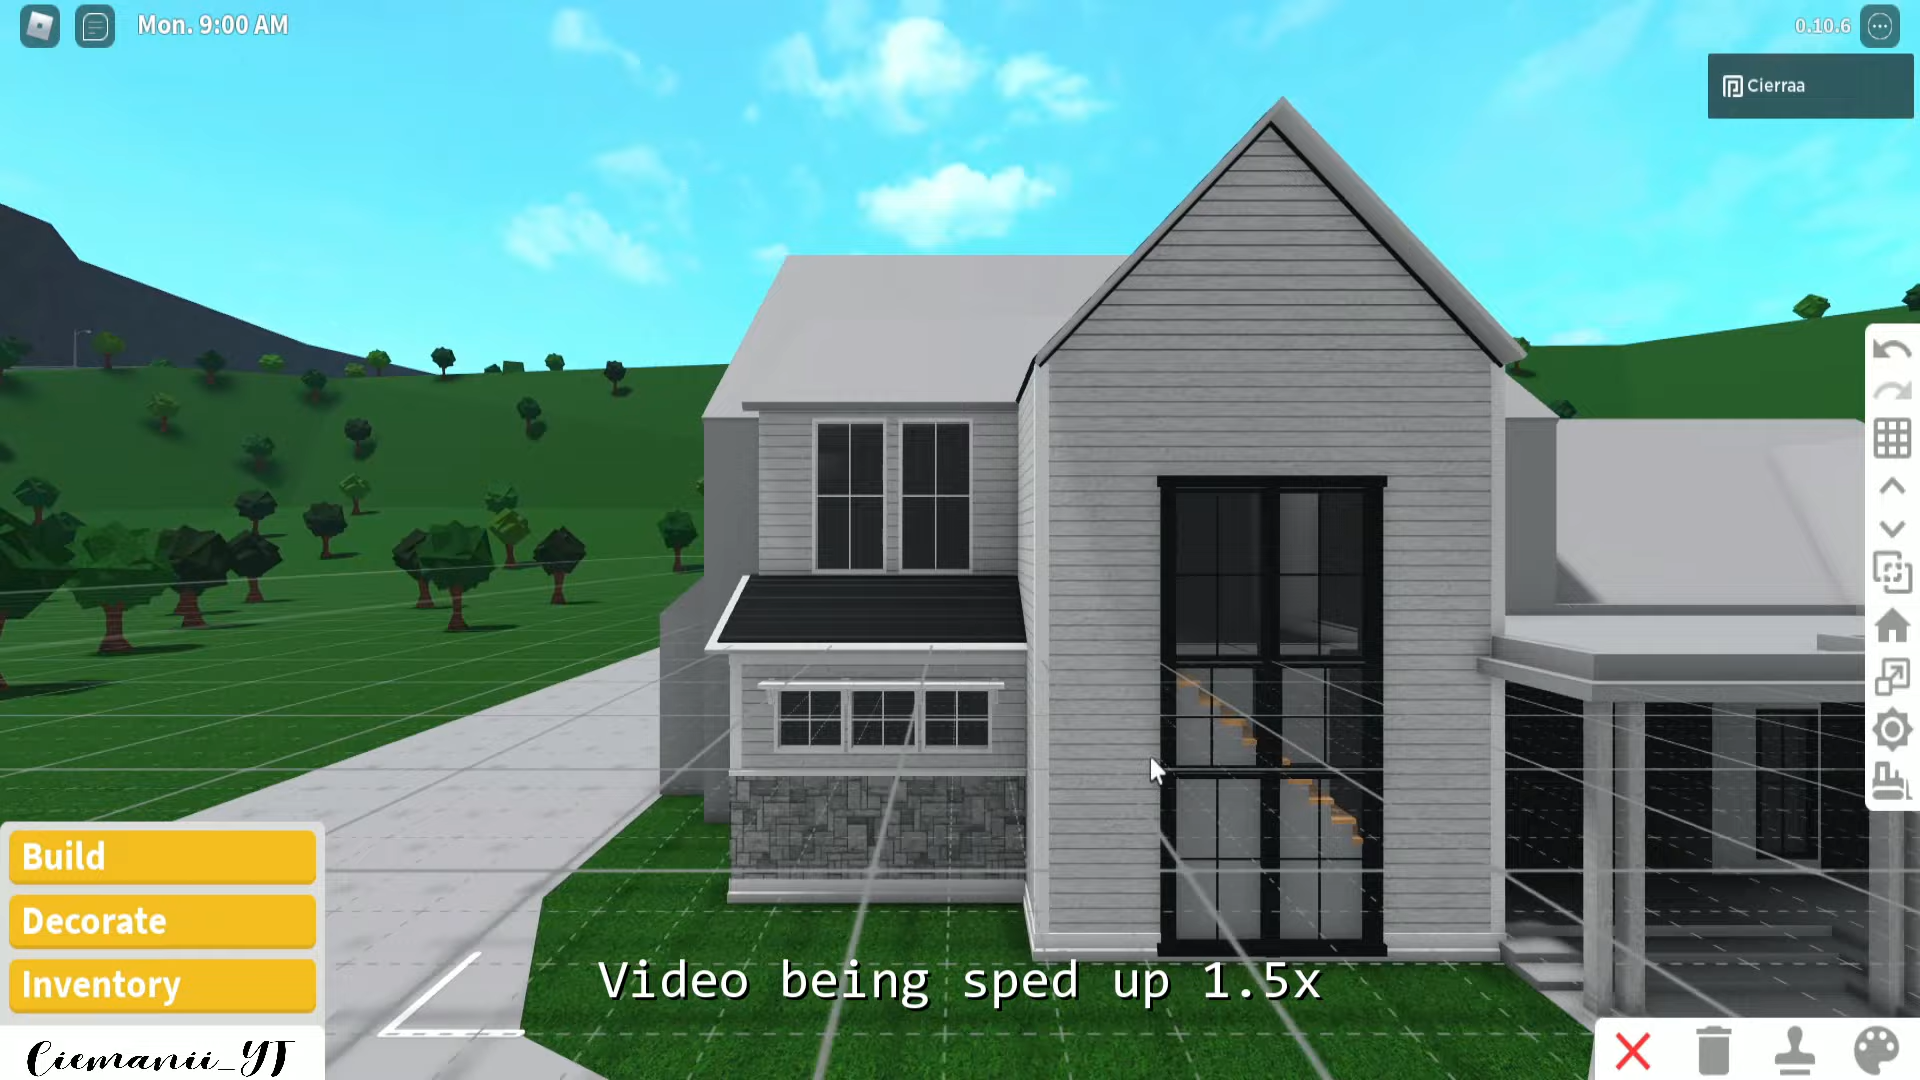 Mon. 9:00 AM
0.10.6
Cierraa
Build
Decorate
Inventory
Video being sped up 1.5x
Ciemanii_YT